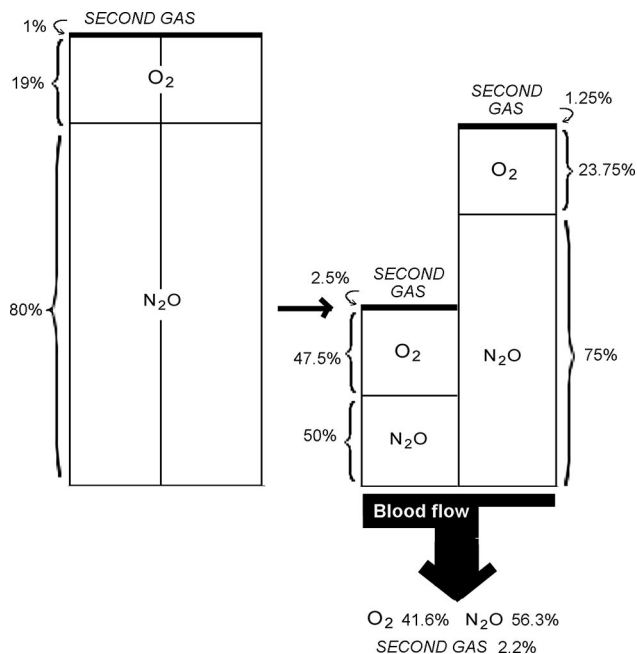 1% SECOND GAS
19% O₂
80% N₂O
SECOND GAS 1.25%
O₂ 23.75%
N₂O 75%
2.5% SECOND GAS
47.5% O₂
50% N₂O
Blood flow
O₂ 41.6% N₂O 56.3%
SECOND GAS 2.2%